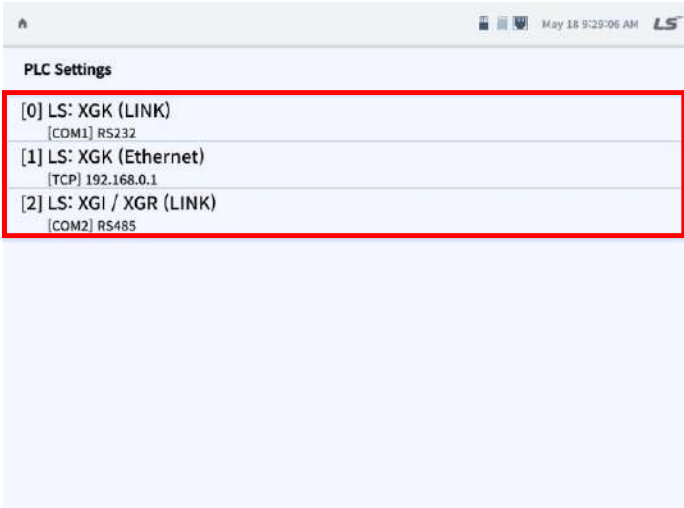 May 18 9:29:06 AM LS
PLC Settings
[0] LS: XGK (LINK)
[COM1] RS232
[1] LS: XGK (Ethernet)
[TCP] 192.168.0.1
[2] LS: XGI / XGR (LINK)
[COM2] RS485